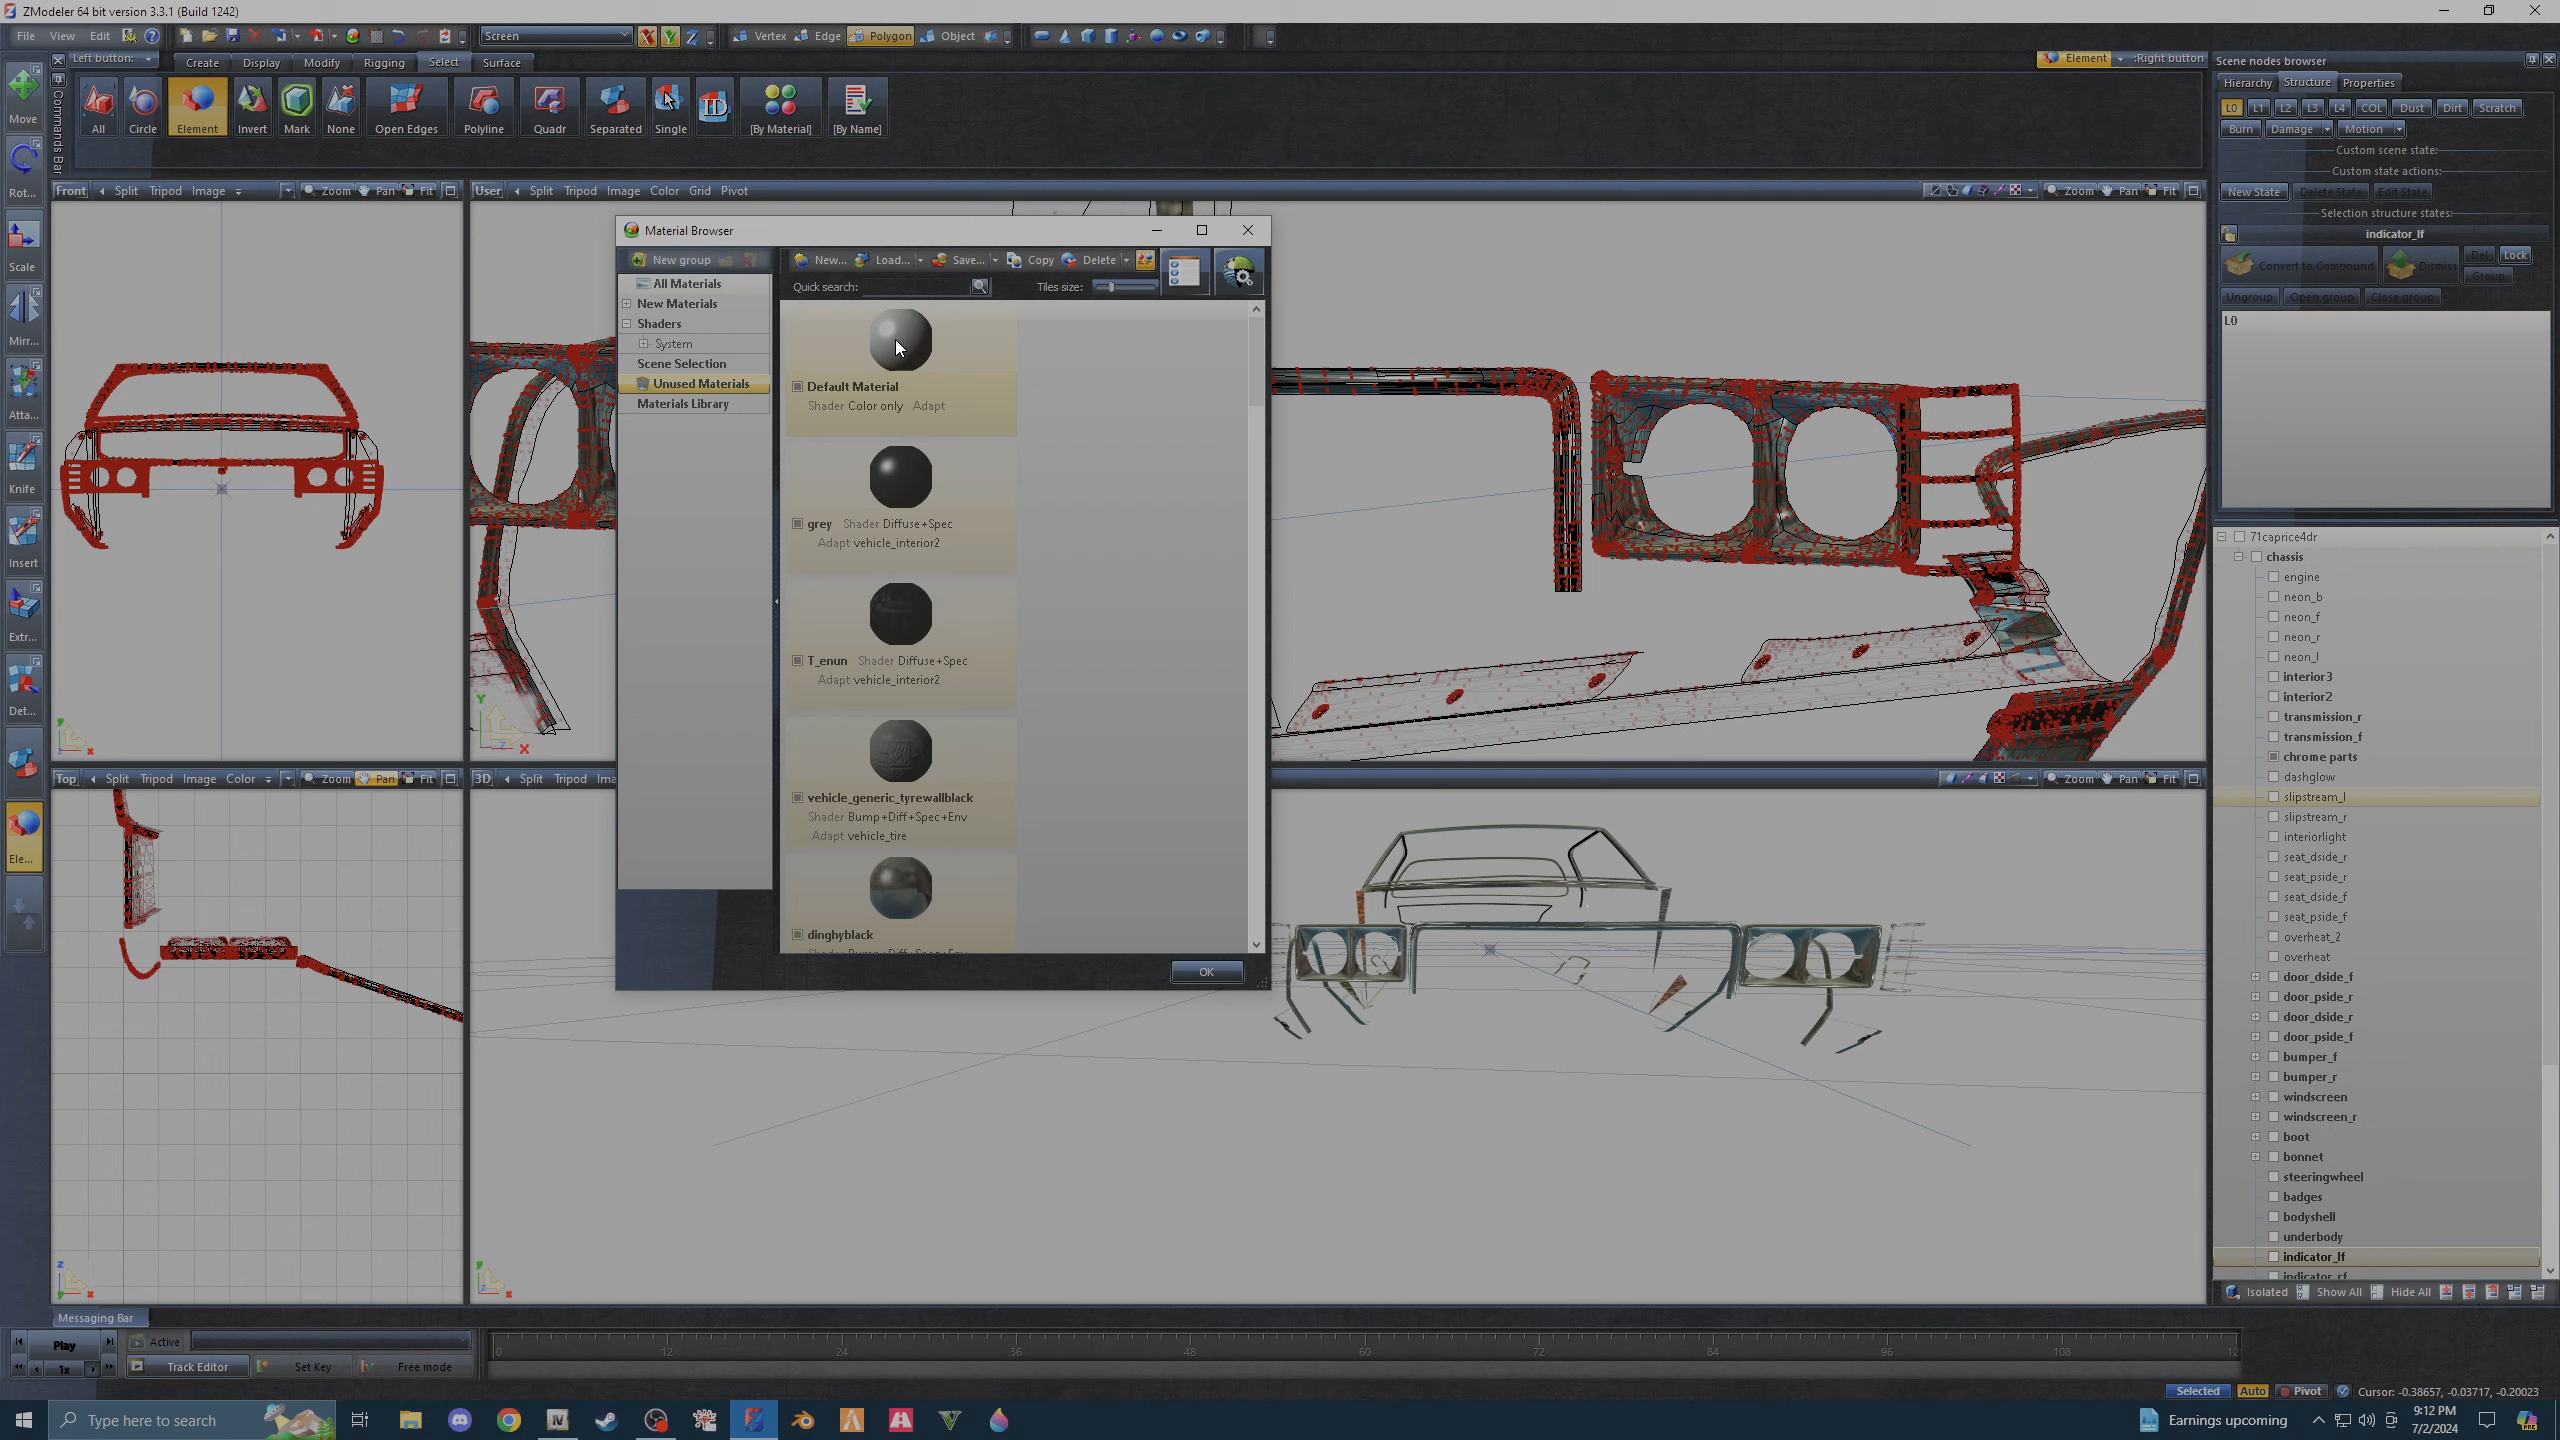 ZModeler 64 bit version 3.3.1 (Build 1242)
File View Edit
Screen
Vertex Edge Polygon Object
Left button:
Create Display Modify Rigging Select Surface
Element :Right button
Commands Bar
All Circle Element Invert Mark None Open Edges Polyline Quadr Separated Single ID [By Material] [By Name]
Move
Rot...
Scale
Mirr...
Atta...
Knife
Insert
Extr...
Det...
Ele...
Front Split Tripod Image Zoom Pan Fit
User Split Tripod Image Color Grid Pivot Zoom Pan Fit
Top Split Tripod Image Color Zoom Pan Fit
3D Split Tripod Ima Zoom Pan Fit
Material Browser
New group
New... Load... Save... Copy Delete
Quick search: Tiles size:
All Materials
New Materials
Shaders
System
Scene Selection
Unused Materials
Materials Library
Default Material
Shader Color only Adapt
grey Shader Diffuse+Spec
Adapt vehicle_interior2
T_enun Shader Diffuse+Spec
Adapt vehicle_interior2
vehicle_generic_tyrewallblack
Shader Bump+Diff+Spec+Env
Adapt vehicle_tire
dinghyblack
OK
Scene nodes browser
Hierarchy Structure Properties
L0 L1 L2 L3 L4 COL Dust Dirt Scratch
Burn Damage Motion
Custom scene state:
Custom state actions:
New State Delete State Edit State
Selection structure states:
indicator_lf
Convert to Compound Dismiss Del Lock
Group
Ungroup Open group Close group
L0
71caprice4dr
chassis
engine
neon_b
neon_f
neon_r
neon_l
interior3
interior2
transmission_r
transmission_f
chrome parts
dashglow
slipstream_l
slipstream_r
interiorlight
seat_dside_r
seat_pside_r
seat_dside_f
seat_pside_f
overheat_2
overheat
door_dside_f
door_pside_r
door_dside_r
door_pside_f
bumper_f
bumper_r
windscreen
windscreen_r
boot
bonnet
steeringwheel
badges
bodyshell
underbody
indicator_lf
indicator_rf
Isolated Show All Hide All
Messaging Bar
Play
1x
Active
Track Editor Set Key Free mode
0 12 24 36 48 60 72 84 96 108 12
Selected Auto Pivot Cursor: -0.38657, -0.03717, -0.20023
Type here to search
Earnings upcoming
9:12 PM
7/2/2024